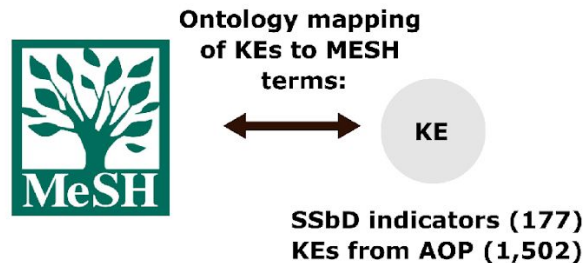 Ontology mapping
of KEs to MESH
terms:
MeSH
KE
SSbD indicators (177)
KEs from AOP (1,502)